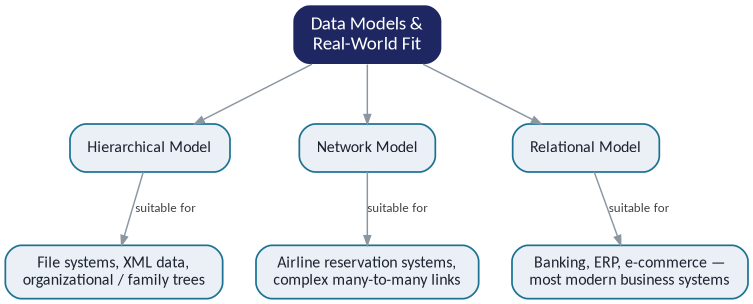 Data Models &
Real-World Fit
Hierarchical Model
Network Model
Relational Model
suitable for
suitable for
suitable for
File systems, XML data,
organizational / family trees
Airline reservation systems,
complex many-to-many links
Banking, ERP, e-commerce —
most modern business systems